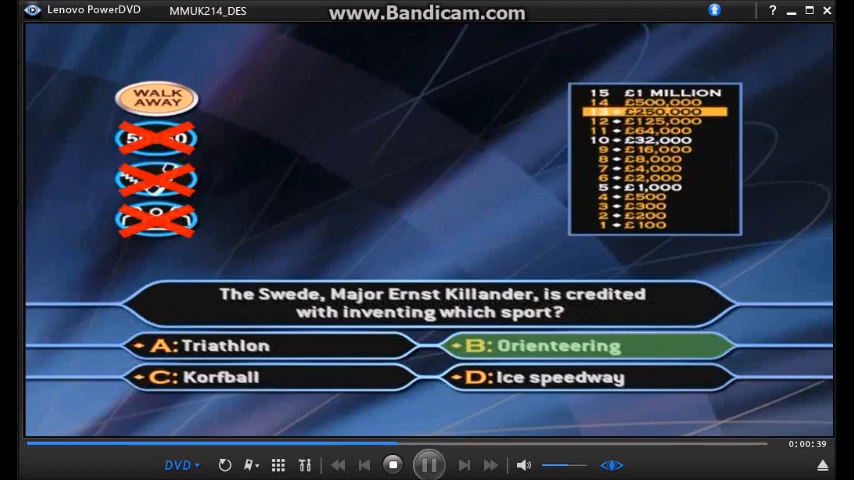 Lenovo PowerDVD
MMUK214_DES
www.Bandicam.com
WALK
AWAY
15 £1 MILLION
14 £500,000
13 £250,000
12 £125,000
11 £64,000
10 £32,000
9 £16,000
8 £8,000
7 £4,000
6 £2,000
5 £1,000
4 £500
3 £300
2 £200
1 £100
The Swede, Major Ernst Killander, is credited
with inventing which sport?
A: Triathlon
B: Orienteering
C: Korfball
D: Ice speedway
0:00:39
DVD